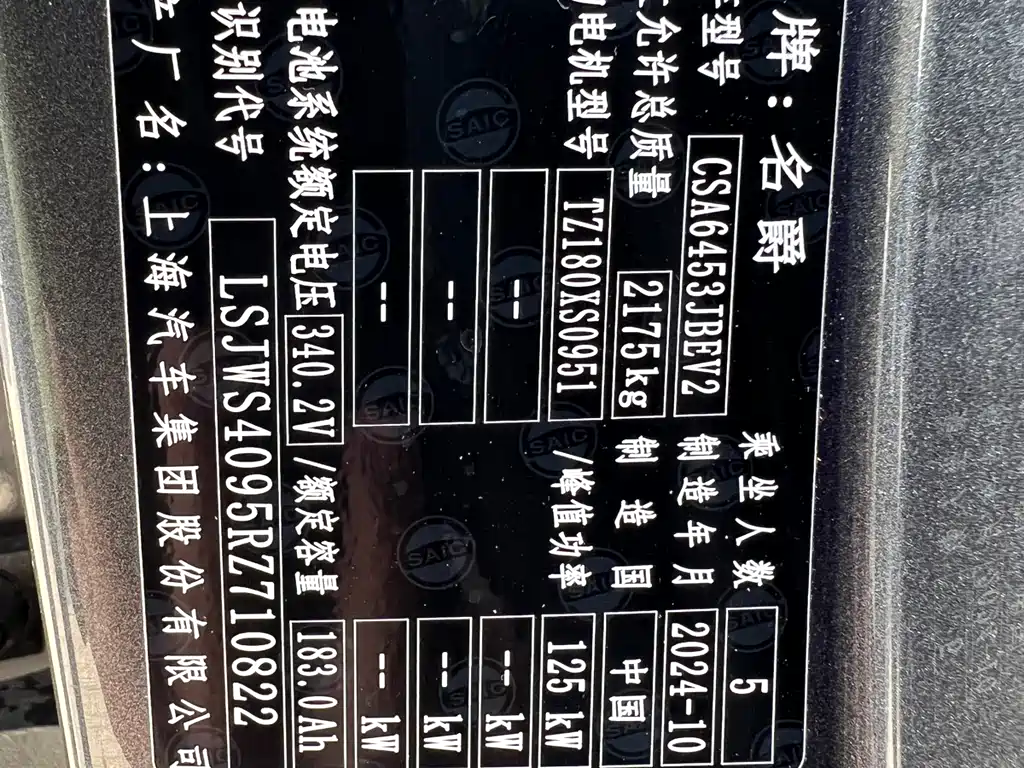 牌：名爵 乘坐人数 5
车型号 CSA6453JBEV2 制造年月 2024-10
允许总质量 2175kg 制造国 中国
电机型号 TZ180XS0951 /峰值功率 125kW
-- -- kW
-- -- kW
-- -- kW
电池系统额定电压 340.2V /额定容量 183.0Ah
识别代号 LSJWS4095RZ710822
厂名：上海汽车集团股份有限公司